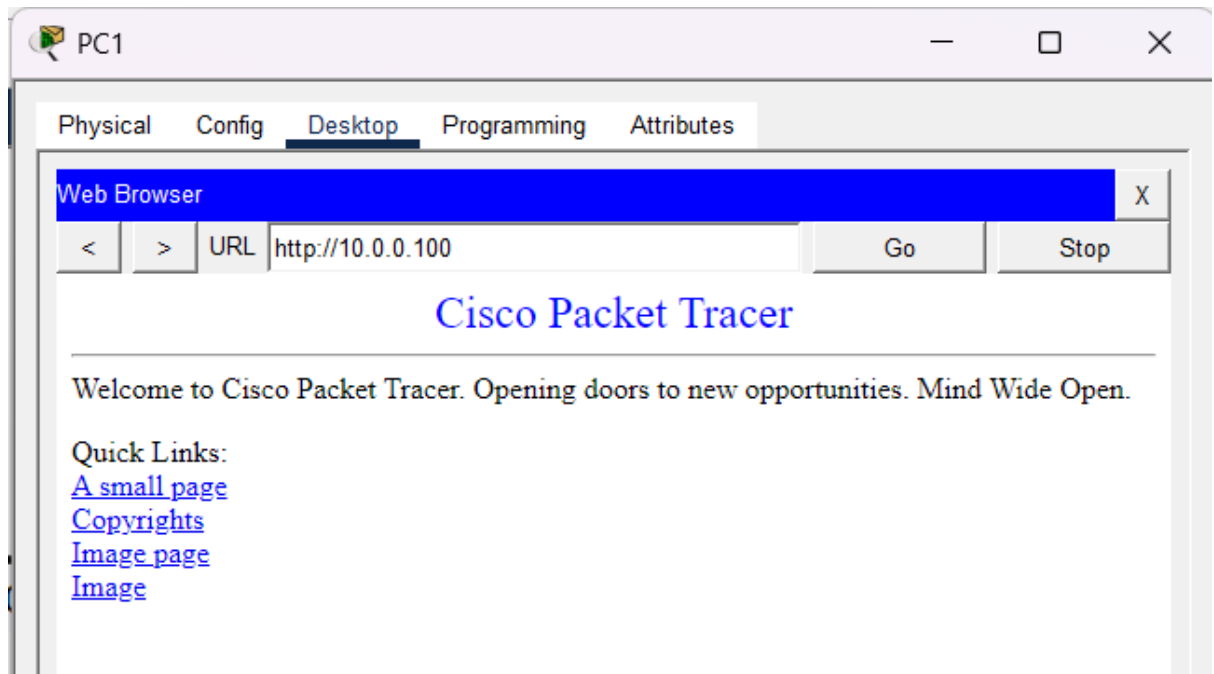 PC1
Physical Config Desktop Programming Attributes
Web Browser X
< > URL http://10.0.0.100 Go Stop
Cisco Packet Tracer
Welcome to Cisco Packet Tracer. Opening doors to new opportunities. Mind Wide Open.
Quick Links:
A small page
Copyrights
Image page
Image